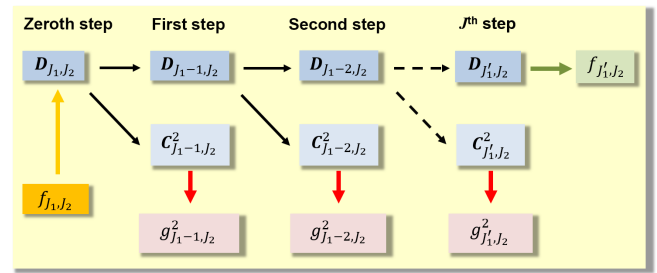 Zeroth step First step Second step Jᵗʰ step
D_{J_1,J_2} D_{J_1−1,J_2} D_{J_1−2,J_2} D_{J_1',J_2} f_{J_1',J_2}
C^2_{J_1−1,J_2} C^2_{J_1−2,J_2} C^2_{J_1',J_2}
f_{J_1,J_2}
g^2_{J_1−1,J_2} g^2_{J_1−2,J_2} g^2_{J_1',J_2}